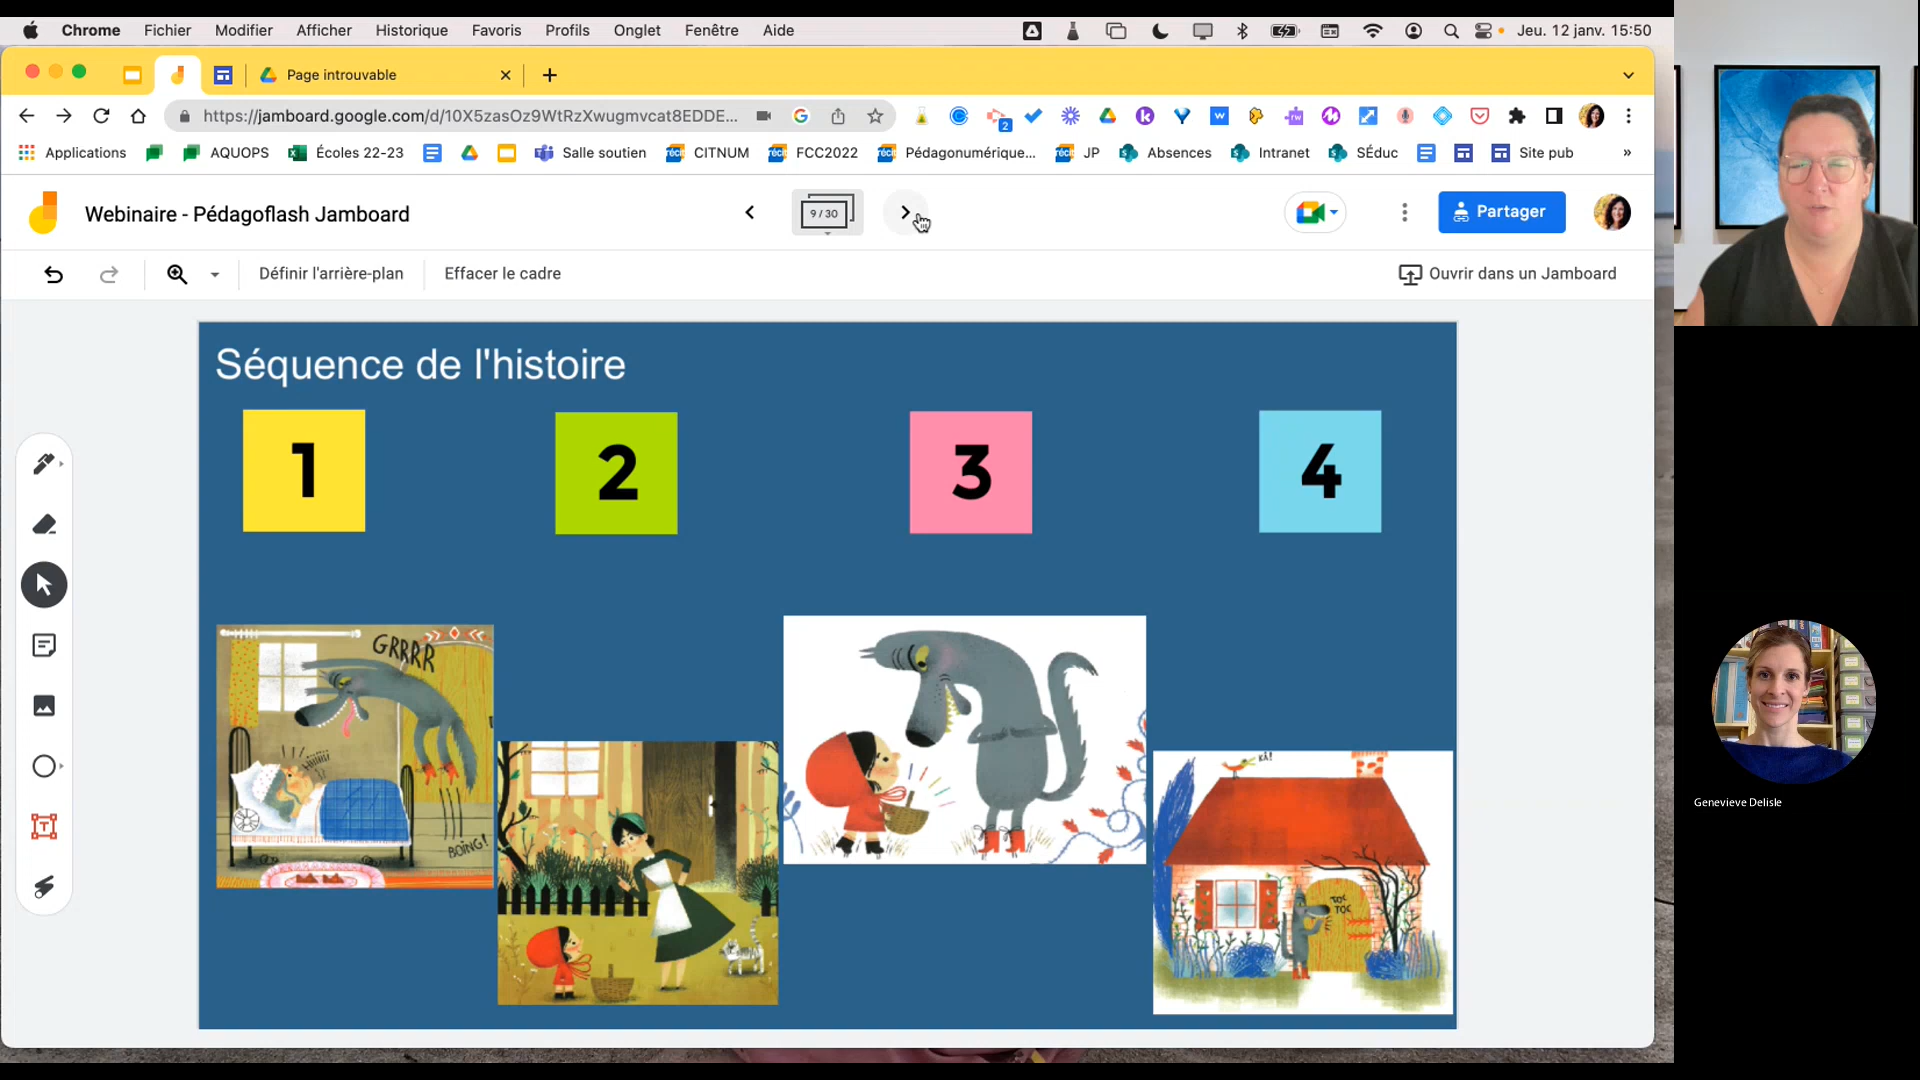 Chrome Fichier Modifier Afficher Historique Favoris Profils Onglet Fenêtre Aide Jeu. 12 janv. 15:50
Page introuvable
https://jamboard.google.com/d/10X5zasOz9WtRzXwugmvcat8EDDE... 2
Applications AQUOPS Écoles 22-23 Salle soutien CITNUM FCC2022 Pédagonumérique... JP Absences Intranet SÉduc Site pub »
Webinaire - Pédagoflash Jamboard 9 / 30 Partager
Définir l'arrière-plan Effacer le cadre Ouvrir dans un Jamboard
Séquence de l'histoire
1 2 3 4
GRRRR
BOING!
KÂ!
TOC
TOC
Genevieve Delisle